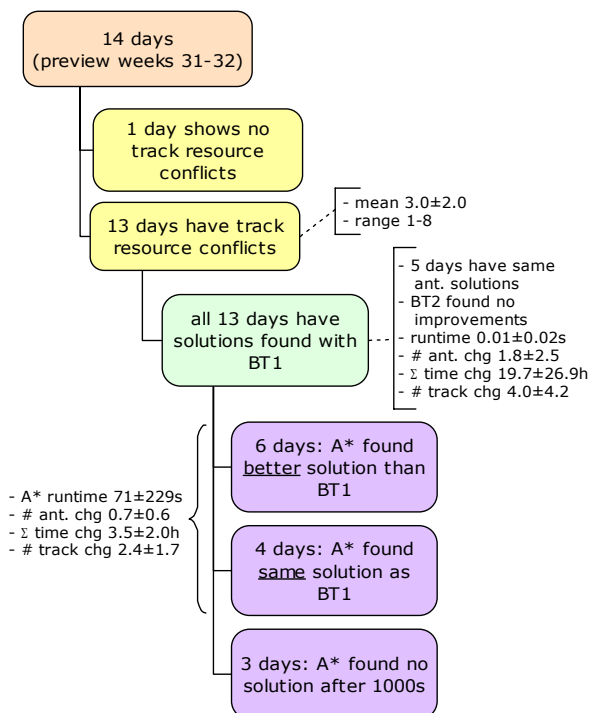 14 days
(preview weeks 31-32)
1 day shows no
track resource
conflicts
13 days have track
resource conflicts
- mean 3.0±2.0
- range 1-8
all 13 days have
solutions found with
BT1
- 5 days have same
ant. solutions
- BT2 found no
improvements
- runtime 0.01±0.02s
- # ant. chg 1.8±2.5
- Σ time chg 19.7±26.9h
- # track chg 4.0±4.2
6 days: A* found
better solution than
BT1
- A* runtime 71±229s
- # ant. chg 0.7±0.6
- Σ time chg 3.5±2.0h
- # track chg 2.4±1.7
4 days: A* found
same solution as
BT1
3 days: A* found no
solution after 1000s